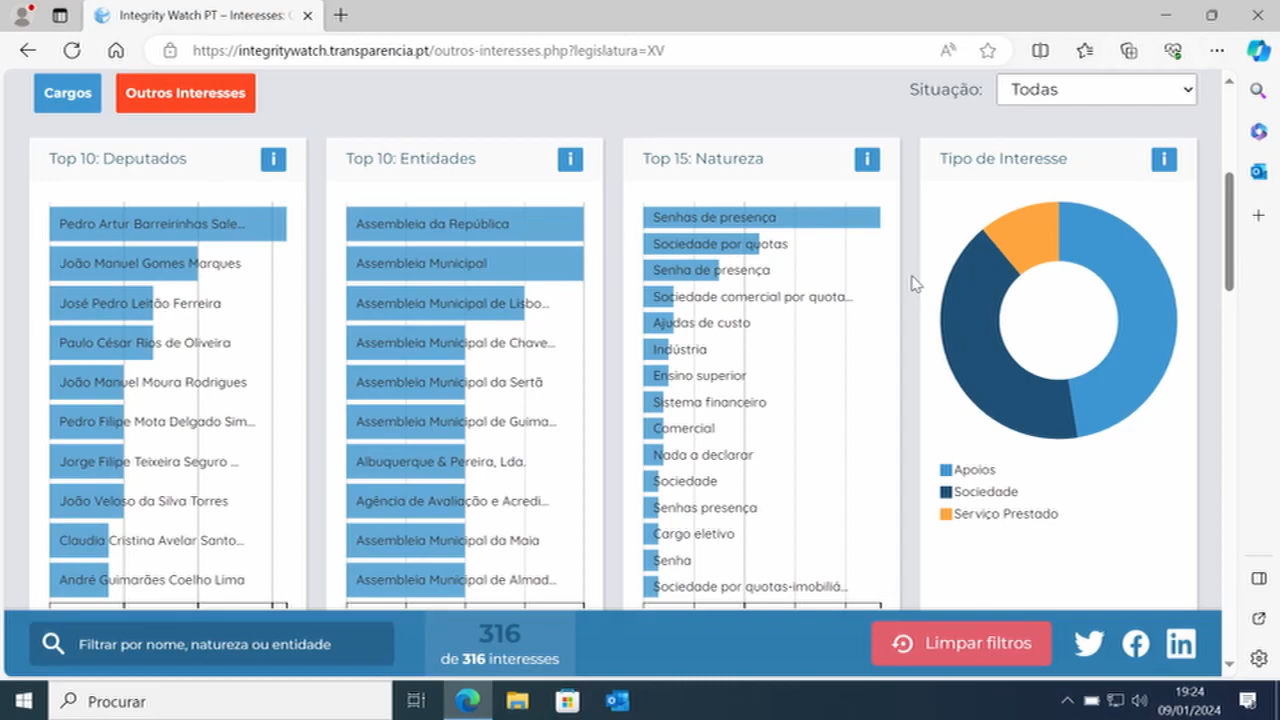 Integrity Watch PT – Interesses: C
https://integritywatch.transparencia.pt/outros-interesses.php?legislatura=XV
Cargos
Outros Interesses
Situação:
Todas
Top 10: Deputados
i
Pedro Artur Barreirinhas Sale...
João Manuel Gomes Marques
José Pedro Leitão Ferreira
Paulo César Rios de Oliveira
João Manuel Moura Rodrigues
Pedro Filipe Mota Delgado Sim...
Jorge Filipe Teixeira Seguro ...
João Veloso da Silva Torres
Claudia Cristina Avelar Santo...
André Guimarães Coelho Lima
Top 10: Entidades
i
Assembleia da República
Assembleia Municipal
Assembleia Municipal de Lisbo...
Assembleia Municipal de Chave...
Assembleia Municipal da Sertã
Assembleia Municipal de Guima...
Albuquerque & Pereira, Lda.
Agência de Avaliação e Acredi...
Assembleia Municipal da Maia
Assembleia Municipal de Almad...
Top 15: Natureza
i
Senhas de presença
Sociedade por quotas
Senha de presença
Sociedade comercial por quota...
Ajudas de custo
Indústria
Ensino superior
Sistema financeiro
Comercial
Nada a declarar
Sociedade
Senhas presença
Cargo eletivo
Senha
Sociedade por quotas-imobiliá...
Tipo de Interesse
i
Apoios
Sociedade
Serviço Prestado
Filtrar por nome, natureza ou entidade
316
de 316 interesses
Limpar filtros
Procurar
19:24
09/01/2024